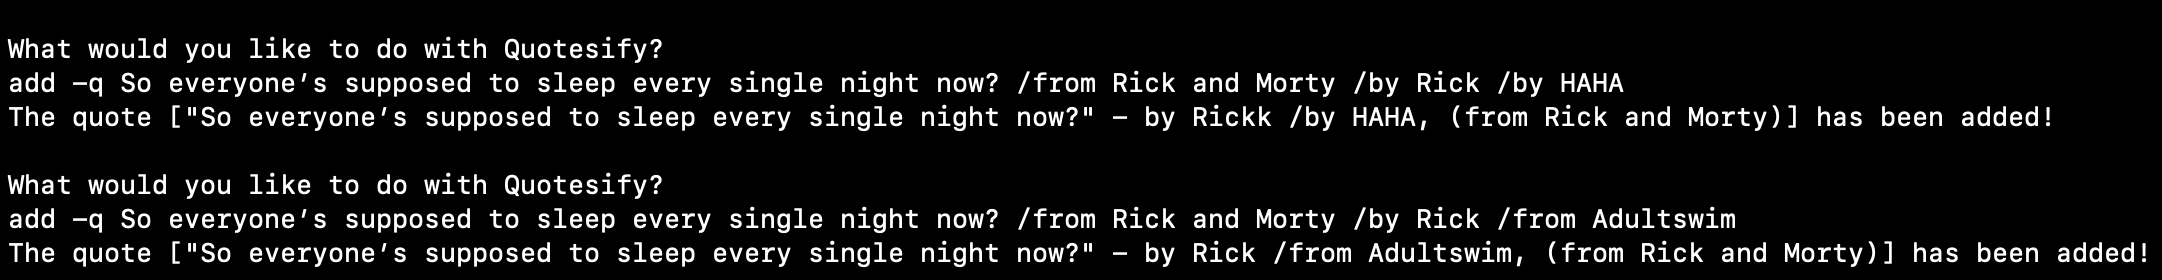 What would you like to do with Quotesify?
add -q So everyone's supposed to sleep every single night now? /from Rick and Morty /by Rick /by HAHA
The quote ["So everyone's supposed to sleep every single night now?" - by Rickk /by HAHA, (from Rick and Morty)] has been added!
What would you like to do with Quotesify?
add -q So everyone's supposed to sleep every single night now? /from Rick and Morty /by Rick /from Adultswim
The quote ["So everyone's supposed to sleep every single night now?" - by Rick /from Adultswim, (from Rick and Morty)] has been added!